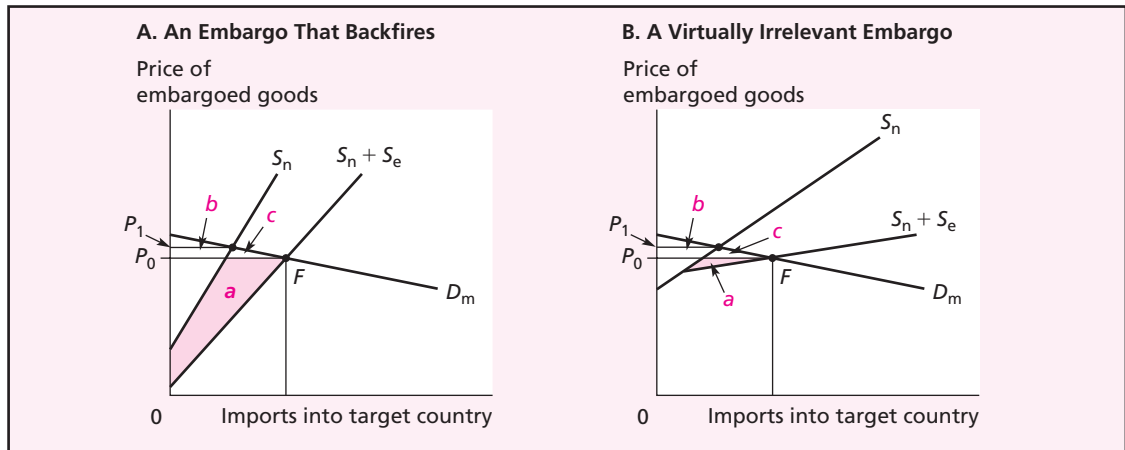 A. An Embargo That Backfires
Price of
embargoed goods
Sn
Sn + Se
b
c
P1
P0
a
F
Dm
0
Imports into target country
B. A Virtually Irrelevant Embargo
Price of
embargoed goods
Sn
b
Sn + Se
c
P1
P0
F
a
Dm
0
Imports into target country